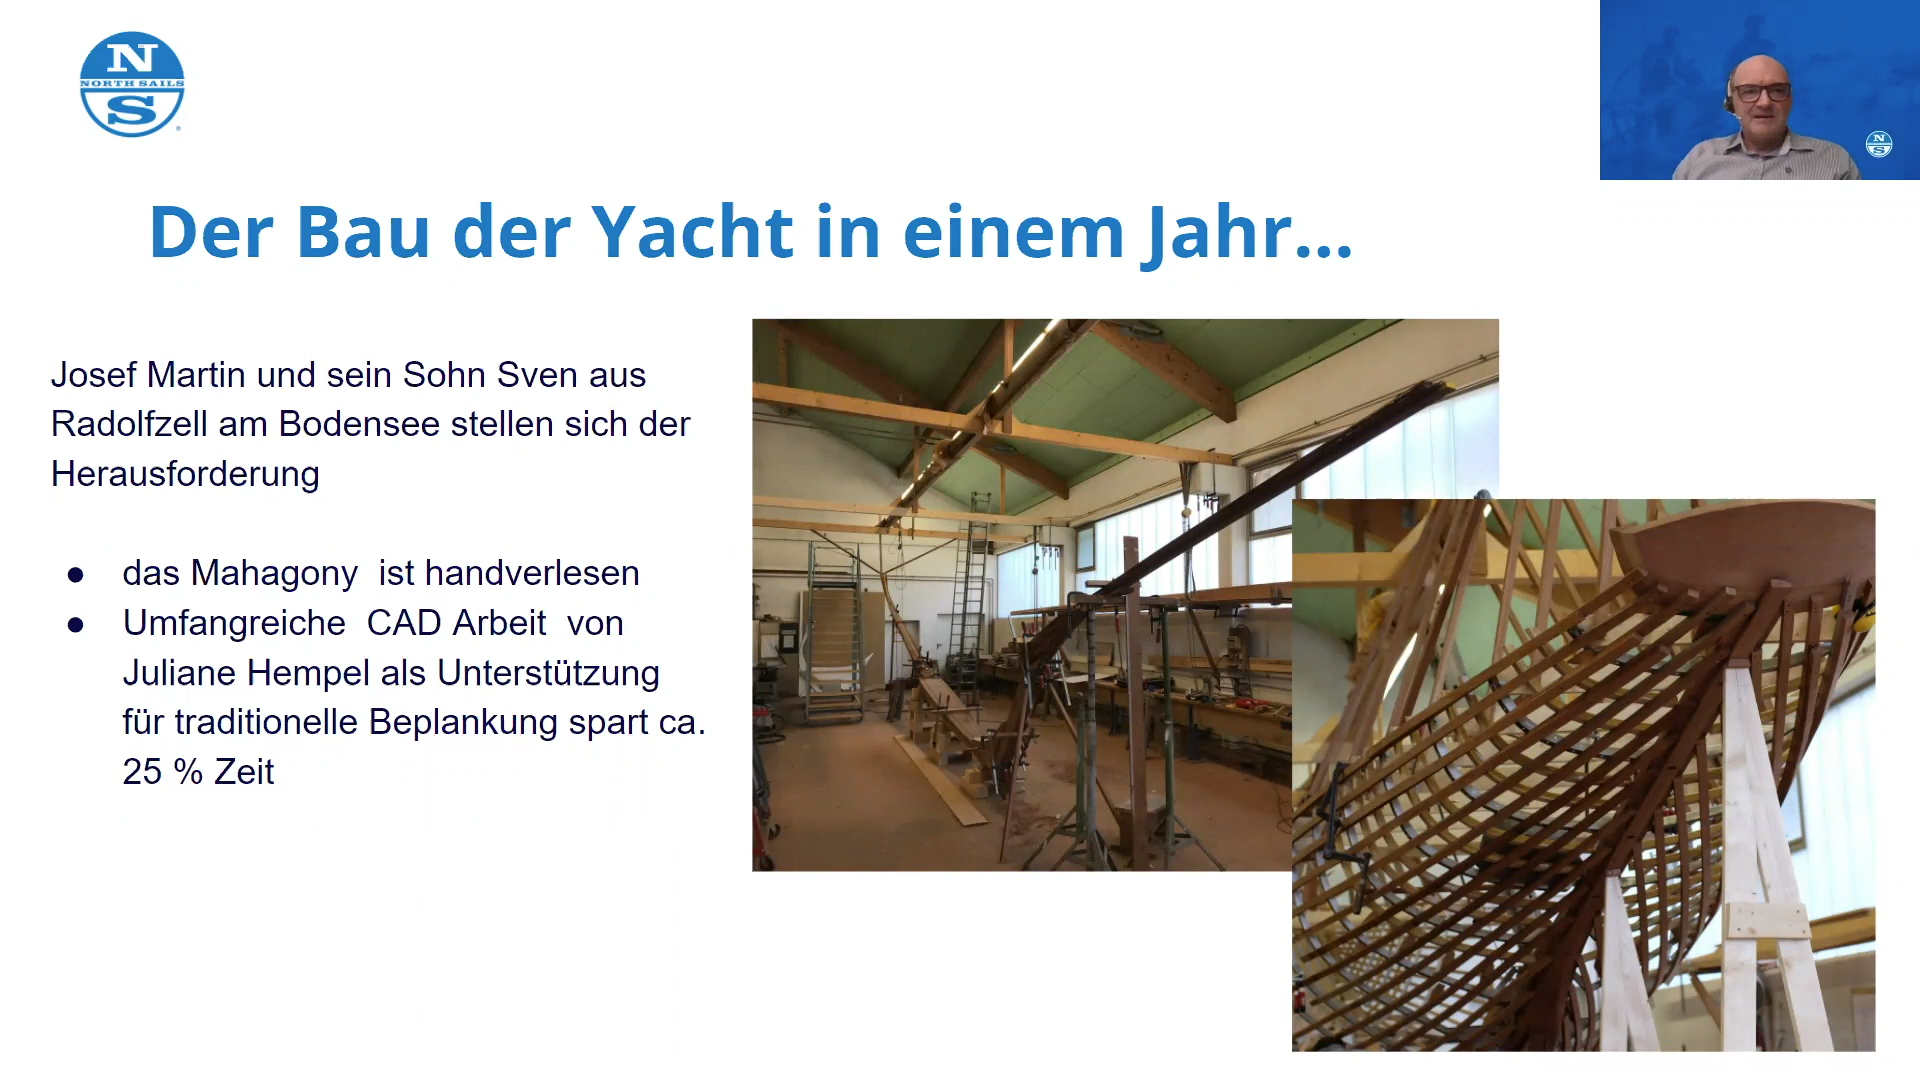 N
NORTH SAILS
S
N
S
Der Bau der Yacht in einem Jahr...
Josef Martin und sein Sohn Sven aus
Radolfzell am Bodensee stellen sich der
Herausforderung
● das Mahagony ist handverlesen
● Umfangreiche CAD Arbeit von
Juliane Hempel als Unterstützung
für traditionelle Beplankung spart ca.
25 % Zeit